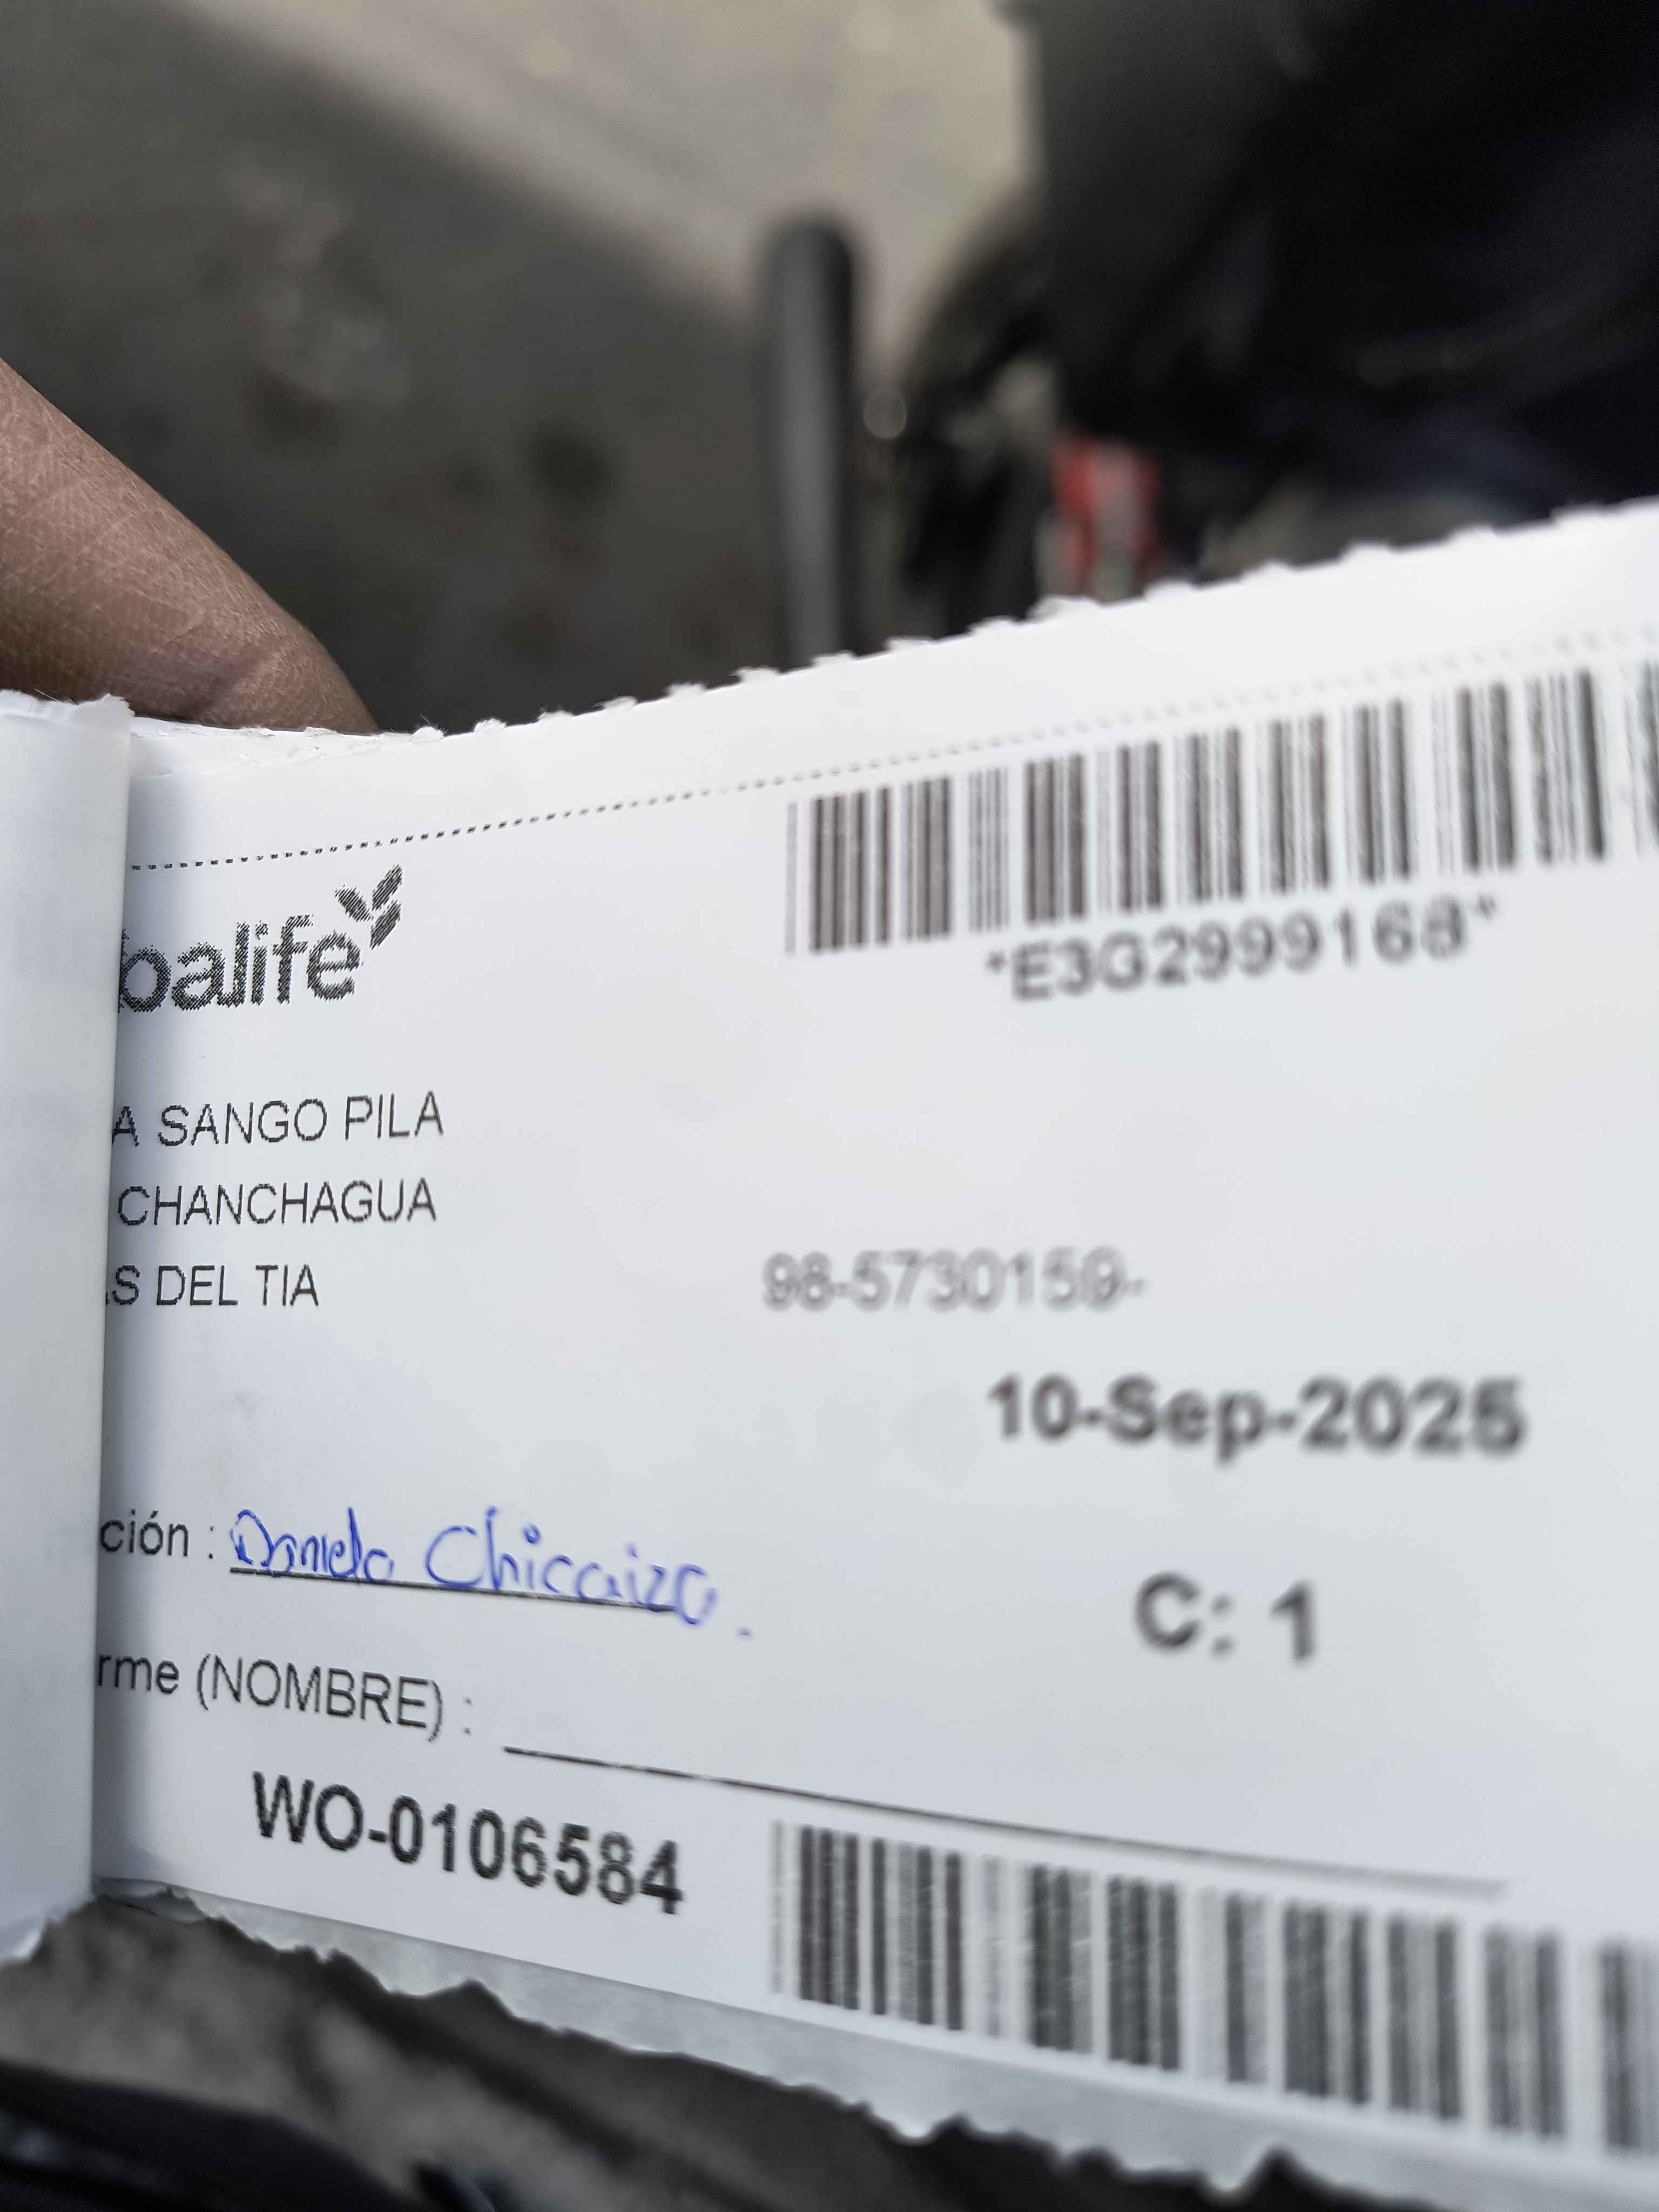 *E3G2999168*
balife
A SANGO PILA
CHANCHAGUA
S DEL TIA
98-5730159-
10-Sep-2025
ción : Daniela Chicaiza.
C: 1
rme (NOMBRE) :
WO-0106584